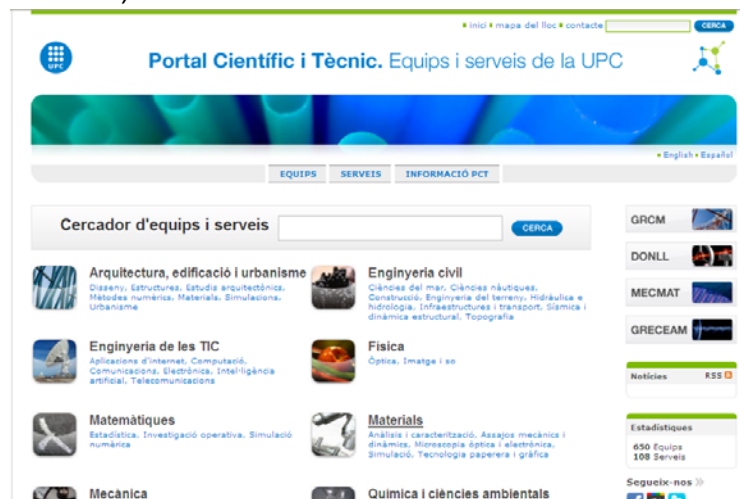 inici mapa del lloc contacte CERCA
UPC
Portal Científic i Tècnic. Equips i serveis de la UPC
English Español
EQUIPS SERVEIS INFORMACIÓ PCT
Cercador d'equips i serveis CERCA
Arquitectura, edificació i urbanisme
Disseny, Estructures, Estudis arquitectònics,
Mètodes numèrics, Materials, Simulacions,
Urbanisme
Enginyeria civil
Ciències del mar, Ciències nàutiques,
Construcció, Enginyeria del terreny, Hidràulica e
hidrologia, Infraestructures i transport, Sísmica i
dinàmica estructural, Topografia
Enginyeria de les TIC
Aplicacions d'internet, Computació,
Comunicacions, Electrònica, Intel·ligència
artificial, Telecomunicacions
Física
Òptica, Imatge i so
Matemàtiques
Estadística, Investigació operativa, Simulació
numèrica
Materials
Anàlisis i caracterització, Assajos mecànics i
dinàmics, Microscopia òptica i electrònica,
Simulació, Tecnologia paperera i gràfica
Mecànica
Química i ciències ambientals
GRCM
DONLL
MECMAT
GRECEAM
Notícies RSS
Estadístiques
650 Equips
108 Serveis
Segueix-nos